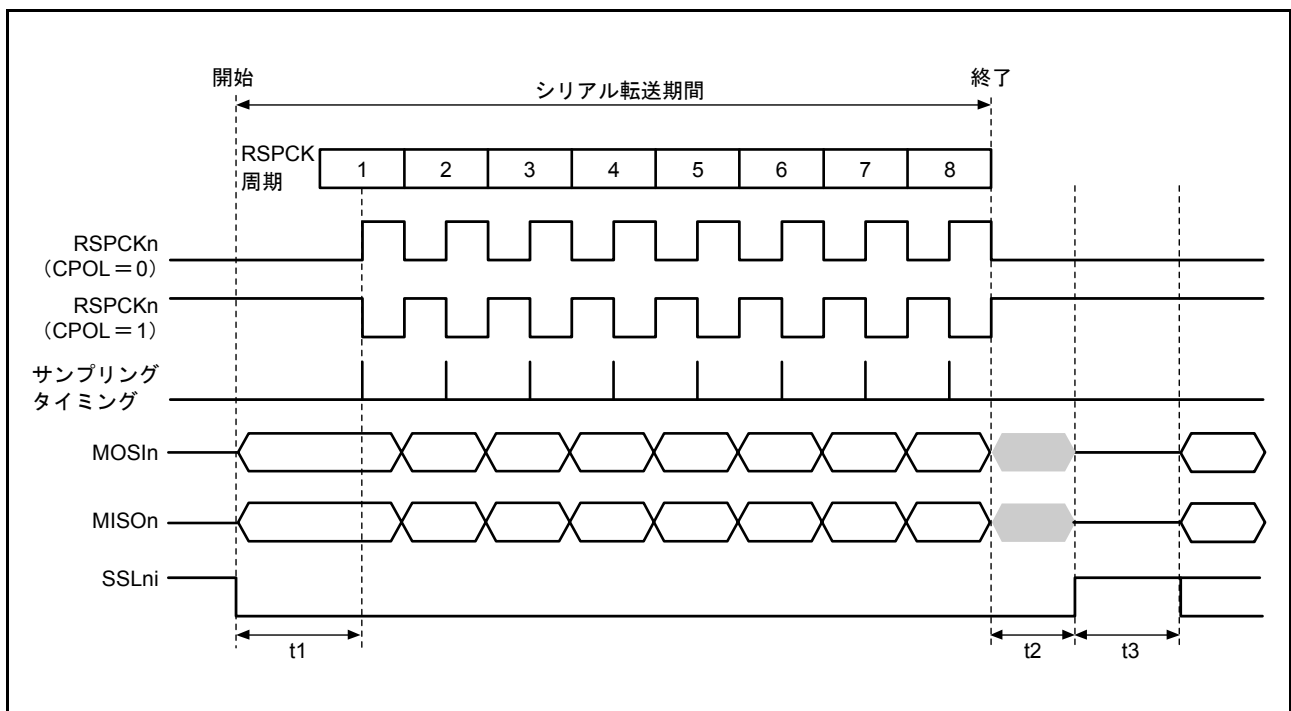 開始
終了
シリアル転送期間
RSPCK
周期
1 2 3 4 5 6 7 8
RSPCKn
（CPOL＝0）
RSPCKn
（CPOL＝1）
サンプリング
タイミング
MOSIn
MISOn
SSLni
t1 t2 t3